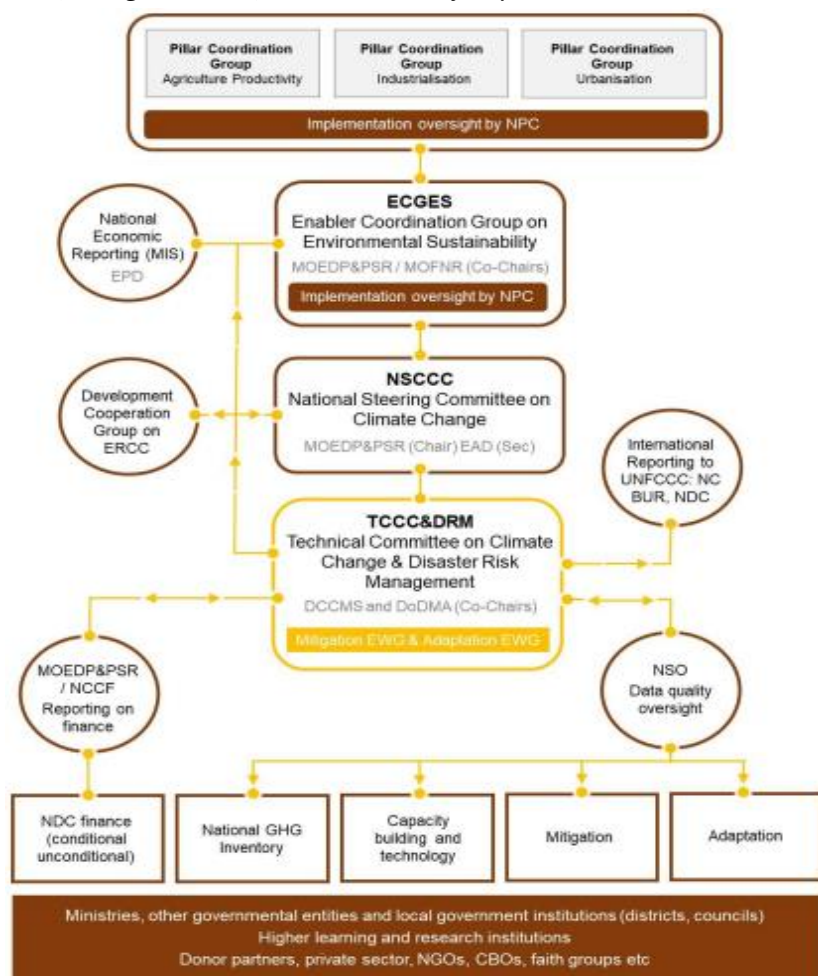 Pillar Coordination
Group
Agriculture Productivity
Pillar Coordination
Group
Industrialisation
Pillar Coordination
Group
Urbanisation
Implementation oversight by NPC
National
Economic
Reporting (MIS)
EPD
ECGES
Enabler Coordination Group on
Environmental Sustainability
MOEDP&PSR / MOFNR (Co-Chairs)
Implementation oversight by NPC
Development
Cooperation
Group on
ERCC
NSCCC
National Steering Committee on
Climate Change
MOEDP&PSR (Chair) EAD (Sec)
International
Reporting to
UNFCCC: NC
BUR, NDC
TCCC&DRM
Technical Committee on Climate
Change & Disaster Risk
Management
DCCMS and DoDMA (Co-Chairs)
Mitigation EWG & Adaptation EWG
MOEDP&PSR
/ NCCF
Reporting on
finance
NSO
Data quality
oversight
NDC finance
(conditional
unconditional)
National GHG
Inventory
Capacity
building and
technology
Mitigation
Adaptation
Ministries, other governmental entities and local government institutions (districts, councils)
Higher learning and research institutions
Donor partners, private sector, NGOs, CBOs, faith groups etc